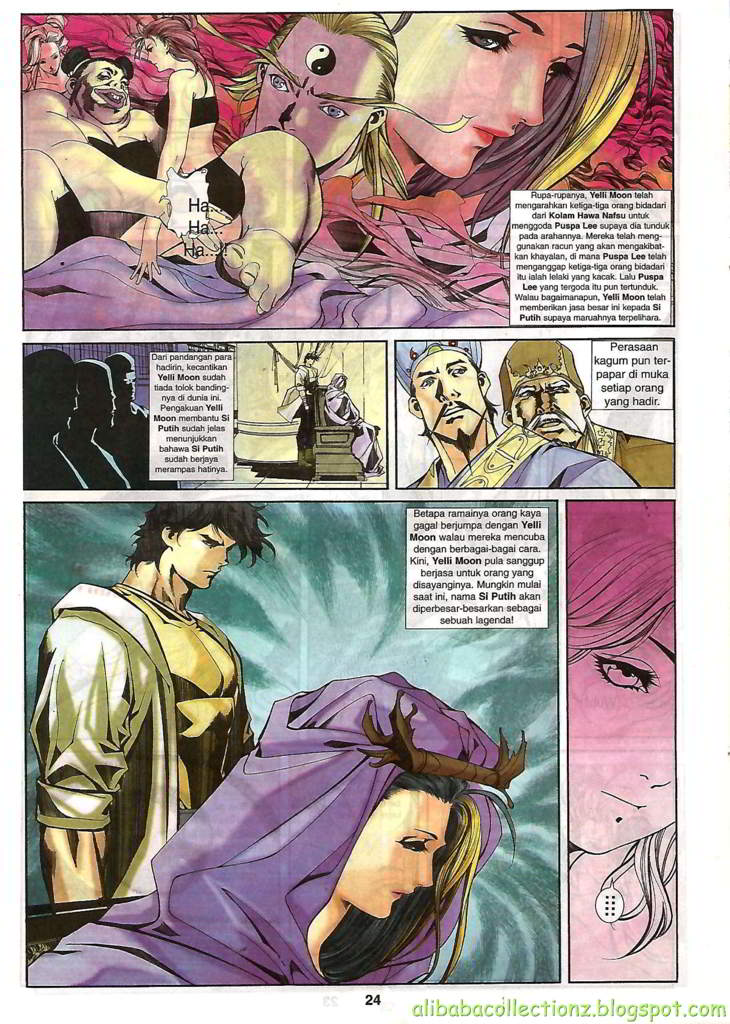 Rupa-rupanya, Yelli Moon telah
mengarahkan ketiga-tiga orang bidadari
dari Kolam Hawa Nafsu untuk
menggoda Puspa Lee supaya dia tunduk
pada arahannya. Mereka telah meng-
gunakan racun yang akan mengakibat-
kan khayalan, di mana Puspa Lee telah
menganggap ketiga-tiga orang bidadari
itu ialah lelaki yang kacak. Lalu Puspa
Lee yang tergoda itu pun tertunduk.
Walau bagaimanapun, Yelli Moon telah
memberikan jasa besar ini kepada Si
Putih supaya maruahnya terpelihara.
Ha...
Ha...
Ha...!!
Dari pandangan para
hadirin, kecantikan
Yelli Moon sudah
tiada tolok banding-
nya di dunia ini.
Pengakuan Yelli
Moon membantu Si
Putih sudah jelas
menunjukkan
bahawa Si Putih
sudah berjaya
merampas hatinya.
Perasaan
kagum pun ter-
papar di muka
setiap orang
yang hadir.
Betapa ramainya orang kaya
gagal berjumpa dengan Yelli
Moon walau mereka mencuba
dengan berbagai-bagai cara.
Kini, Yelli Moon pula sanggup
berjasa untuk orang yang
disayanginya. Mungkin mulai
saat ini, nama Si Putih akan
diperbesar-besarkan sebagai
sebuah lagenda!
24
alibabacollectionz.blogspot.com